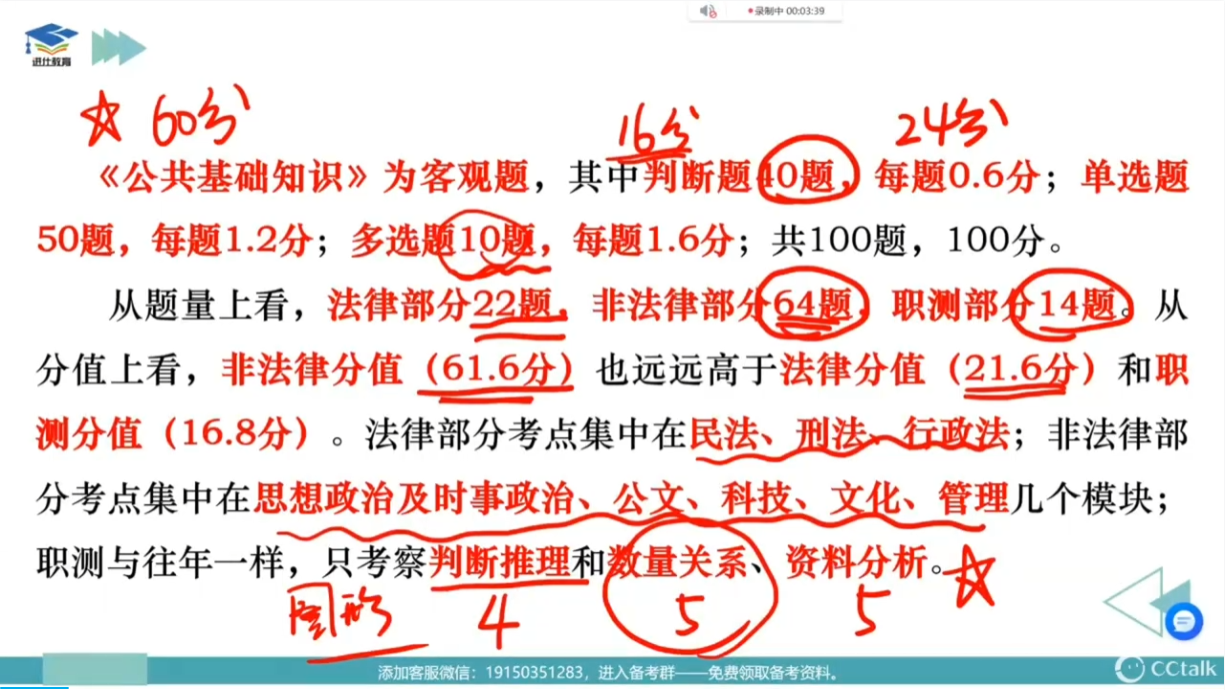 录制中 00:03:39
进仕教育
60分 16分 24分
《公共基础知识》为客观题，其中判断题40题，每题0.6分；单选题
50题，每题1.2分；多选题10题，每题1.6分；共100题，100分。
从题量上看，法律部分22题，非法律部分64题，职测部分14题。从
分值上看，非法律分值（61.6分）也远远高于法律分值（21.6分）和职
测分值（16.8分）。法律部分考点集中在民法、刑法、行政法；非法律部
分考点集中在思想政治及时事政治、公文、科技、文化、管理几个模块；
职测与往年一样，只考察判断推理和数量关系、资料分析。
图形 4 5 5
添加客服微信：19150351283，进入备考群——免费领取备考资料。
CCtalk